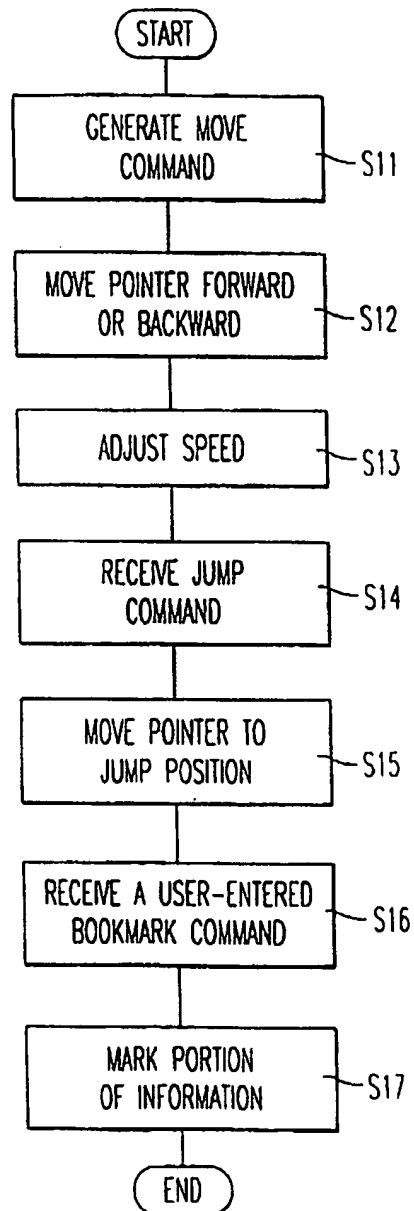 START
GENERATE MOVE
COMMAND
S11
MOVE POINTER FORWARD
OR BACKWARD
S12
ADJUST SPEED
S13
RECEIVE JUMP
COMMAND
S14
MOVE POINTER TO
JUMP POSITION
S15
RECEIVE A USER-ENTERED
BOOKMARK COMMAND
S16
MARK PORTION
OF INFORMATION
S17
END